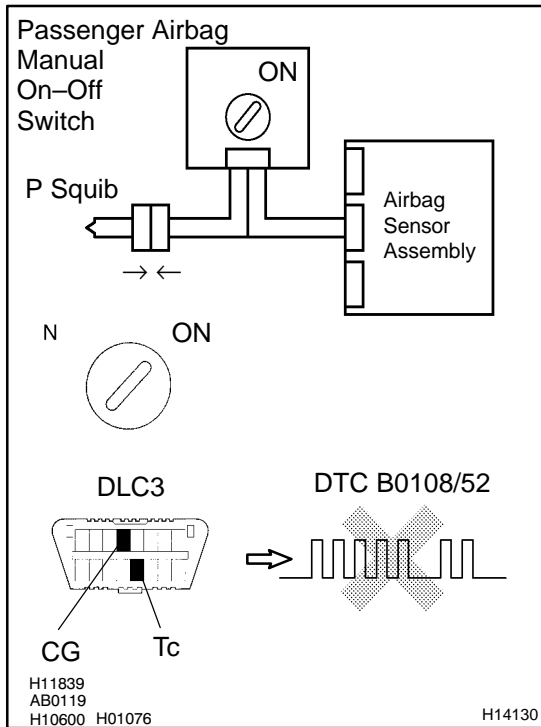 Passenger Airbag
Manual
On–Off
Switch
ON
P Squib
Airbag
Sensor
Assembly
N
ON
DLC3
DTC B0108/52
CG
Tc
H11839
AB0119
H10600 H01076
H14130